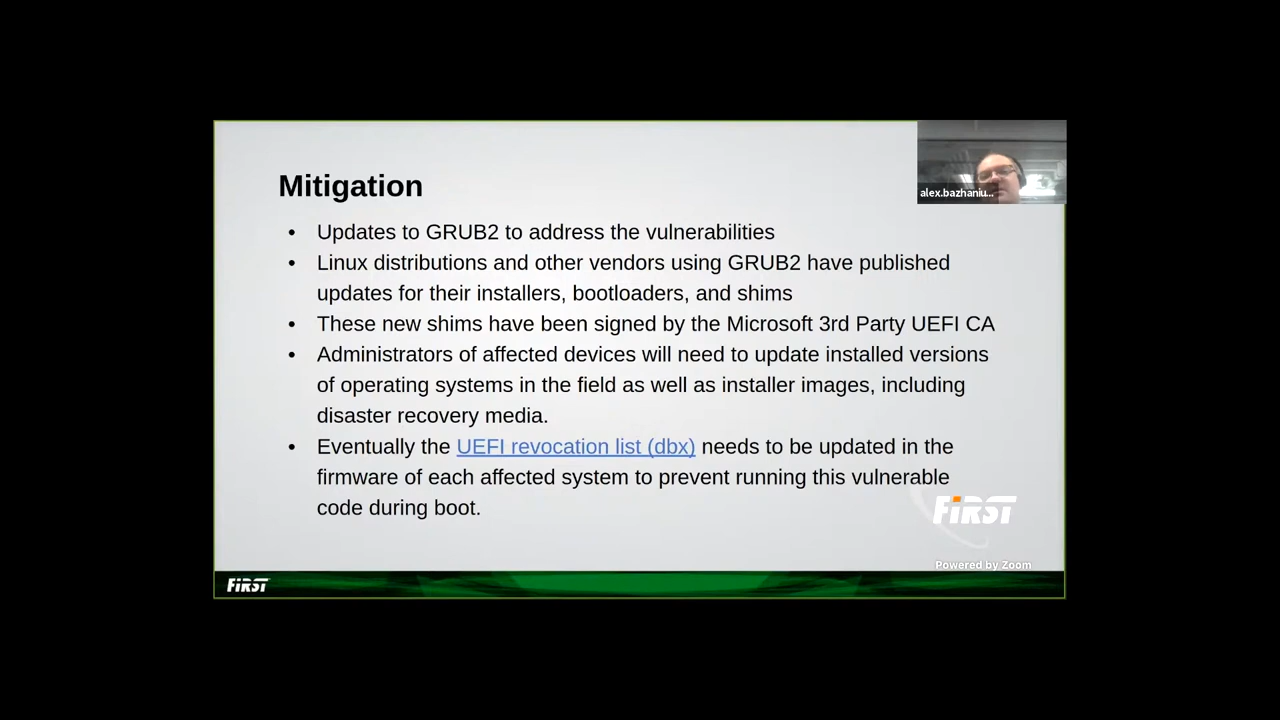 Mitigation
alex.bazhaniu...
• Updates to GRUB2 to address the vulnerabilities
• Linux distributions and other vendors using GRUB2 have published
updates for their installers, bootloaders, and shims
• These new shims have been signed by the Microsoft 3rd Party UEFI CA
• Administrators of affected devices will need to update installed versions
of operating systems in the field as well as installer images, including
disaster recovery media.
• Eventually the UEFI revocation list (dbx) needs to be updated in the
firmware of each affected system to prevent running this vulnerable
code during boot.
FiRST
Powered by Zoom
FiRST